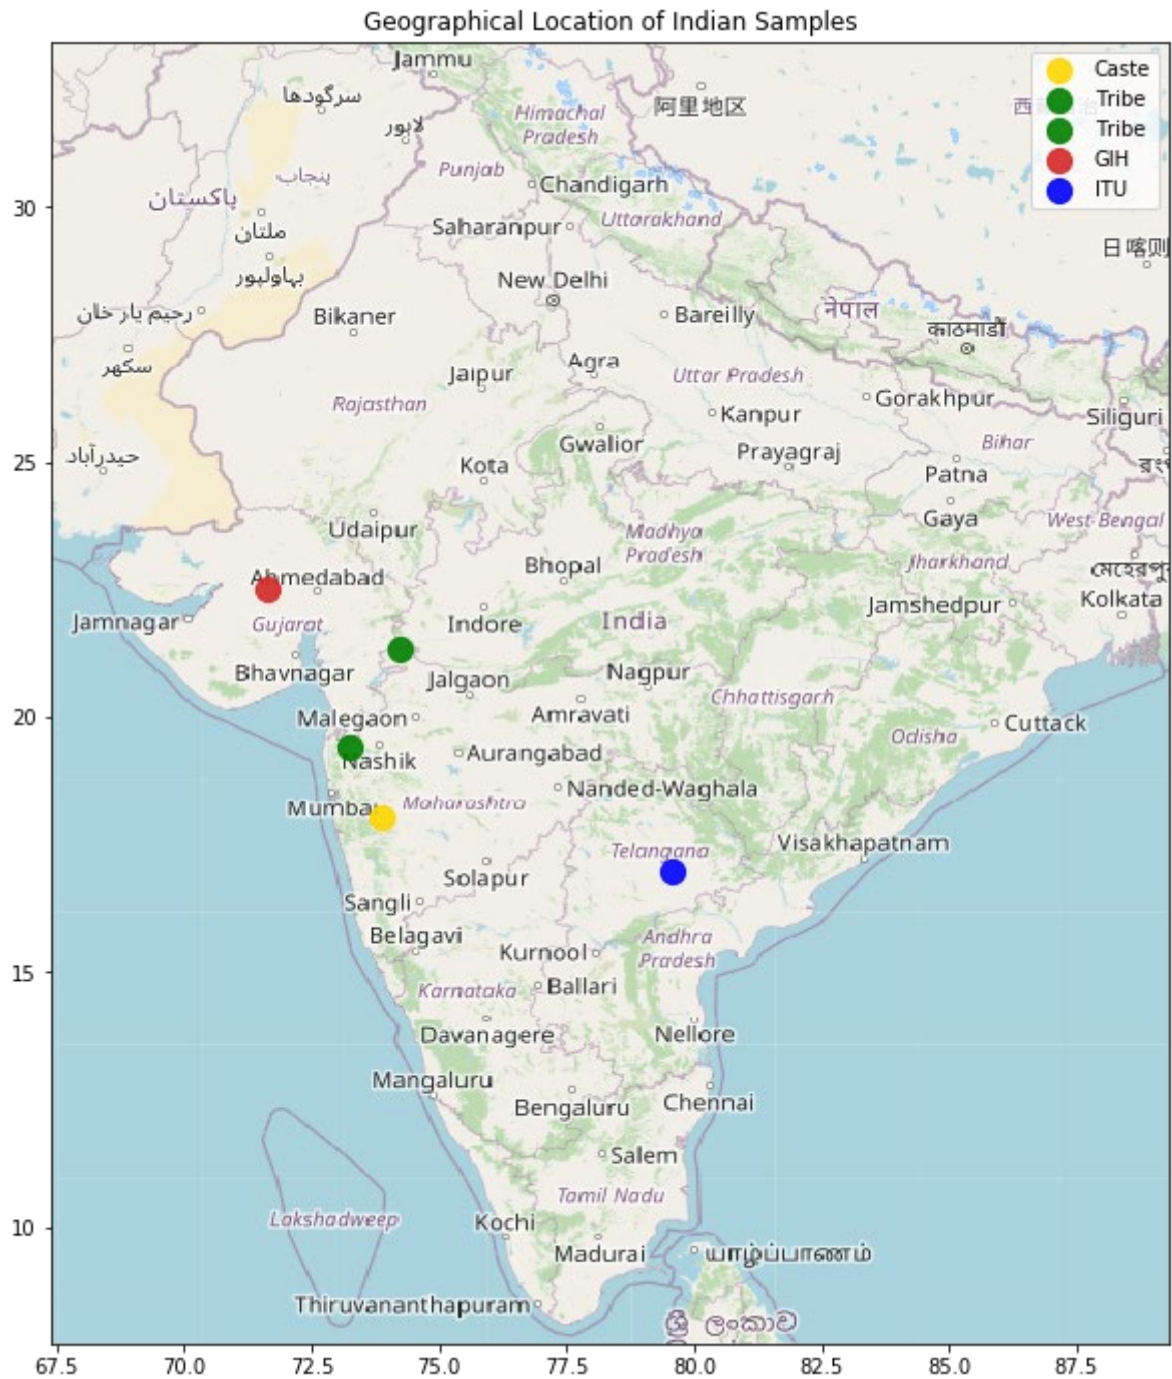 Geographical Location of Indian Samples
Caste
Tribe
Tribe
GIH
ITU
Jammu
سرگودها
Himachal
Pradesh
阿里地区
لاہور
Punjab
پنجاب
Chandigarh
پاکستان
Uttarakhand
30
Saharanpur
ملتان
日喀则
بہاولپور
New Delhi
नेपाल
رحیم یار خان
Bikaner
Bareilly
काठमाडौँ
سکھر
Agra
Jaipur
Uttar Pradesh
Gorakhpur
Rajasthan
Kanpur
Siliguri
Gwalior
Bihar
حیدرآباد
25
Kota
Prayagraj
Patna
Udaipur
Madhya
Pradesh
Gaya
West Bengal
Ahmedabad
Bhopal
Jharkhand
Jamshedpur
Kolkata
Jamnagar
Gujarat
Indore
India
Bhavnagar
Jalgaon
Nagpur
Chhattisgarh
20
Malegaon
Amravati
Cuttack
Odisha
Nashik
Aurangabad
Nanded-Waghala
Mumba
Maharashtra
Telangana
Visakhapatnam
Solapur
Sangli
Belagavi
Andhra
Pradesh
Kurnool
15
Karnataka
Ballari
Davanagere
Nellore
Mangaluru
Bengaluru
Chennai
Salem
Tamil Nadu
10
Lakshadweep
Kochi
Madurai
யாழ்ப்பாணம்
Thiruvananthapuram
ශ්‍රී ලංකාව
67.5 70.0 72.5 75.0 77.5 80.0 82.5 85.0 87.5